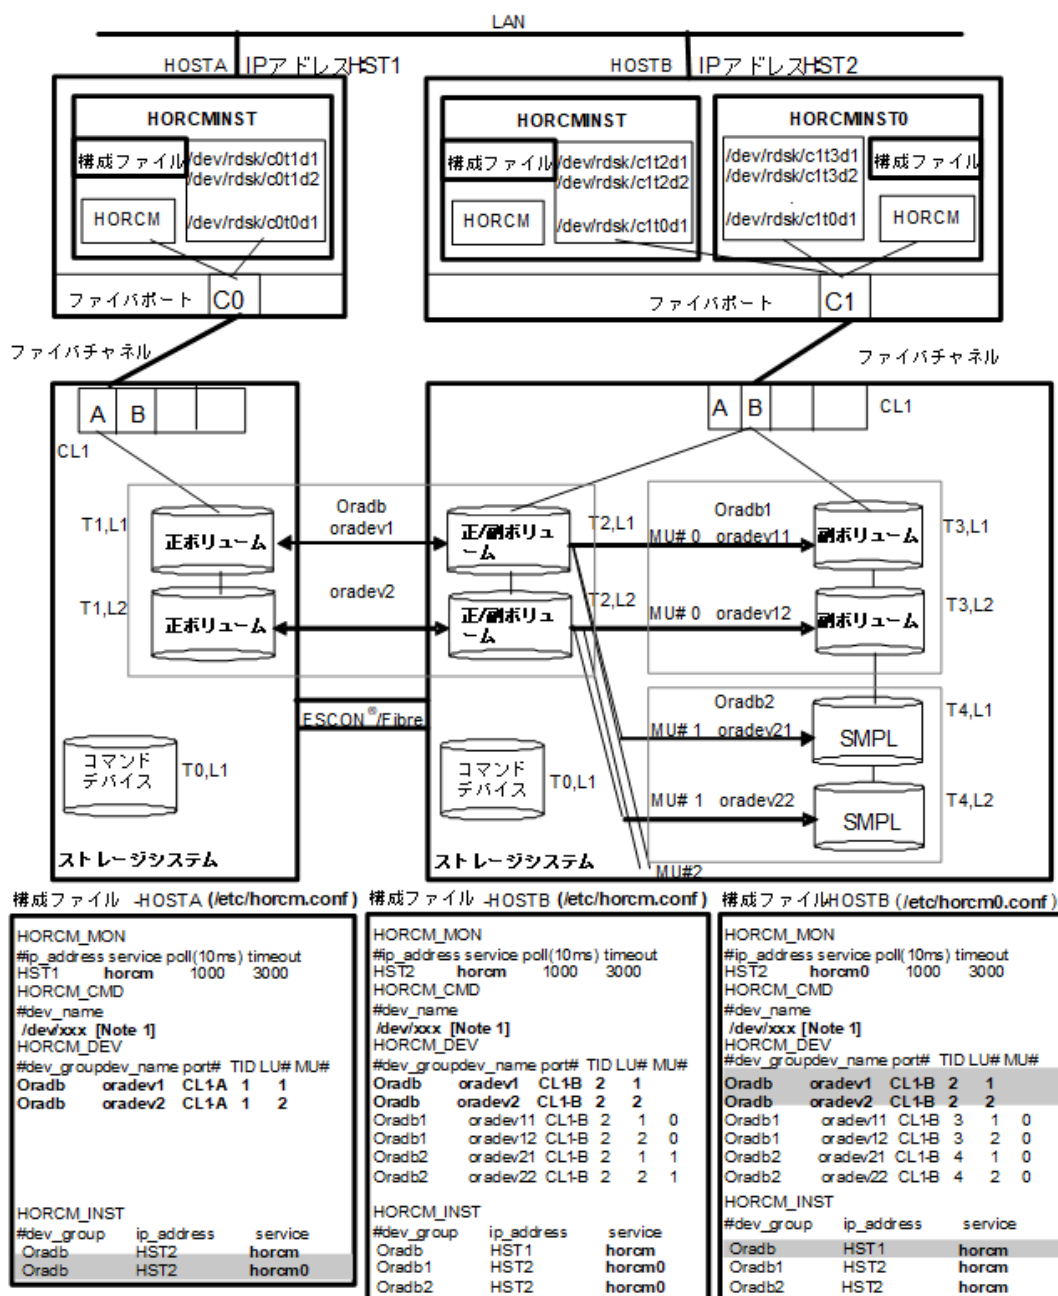 LAN
HOSTA IPアドレスHST1
HOSTB IPアドレスHST2
HORCMINST
構成ファイル
/dev/rdsk/c0t1d1
/dev/rdsk/c0t1d2
/dev/rdsk/c0t0d1
HORCM
ファイバポート C0
HORCMINST
構成ファイル
/dev/rdsk/c1t2d1
/dev/rdsk/c1t2d2
/dev/rdsk/c1t0d1
HORCM
HORCMINST0
/dev/rdsk/c1t3d1
/dev/rdsk/c1t3d2
.
/dev/rdsk/c1t0d1
構成ファイル
HORCM
ファイバポート C1
ファイバチャネル
ファイバチャネル
A B
CL1
A B
CL1
T1,L1
正ボリューム
Oradb
oradev1
正/副ボリュ
ーム
T2,L1
MU# 0 oradev11
Oradb1
副ボリューム
T3,L1
T1,L2
正ボリューム
oradev2
正/副ボリュ
ーム
T2,L2
MU# 0 oradev12
副ボリューム
T3,L2
ESCON®/Fibre
Oradb2
MU# 1 oradev21
SMPL
T4,L1
MU# 1 oradev22
SMPL
T4,L2
MU#2
コマンド
デバイス
T0,L1
コマンド
デバイス
T0,L1
ストレージシステム
ストレージシステム
構成ファイル -HOSTA (/etc/horcm.conf)
HORCM_MON
#ip_address service poll(10ms) timeout
HST1 horcm 1000 3000
HORCM_CMD
#dev_name
/dev/xxx [Note 1]
HORCM_DEV
#dev_groupdev_name port# TID LU# MU#
Oradb oradev1 CL1-A 1 1
Oradb oradev2 CL1-A 1 2
HORCM_INST
#dev_group ip_address service
Oradb HST2 horcm
Oradb HST2 horcm0
構成ファイル -HOSTB (/etc/horcm.conf)
HORCM_MON
#ip_address service poll(10ms) timeout
HST2 horcm 1000 3000
HORCM_CMD
#dev_name
/dev/xxx [Note 1]
HORCM_DEV
#dev_groupdev_name port# TID LU# MU#
Oradb oradev1 CL1-B 2 1
Oradb oradev2 CL1-B 2 2
Oradb1 oradev11 CL1-B 2 1 0
Oradb1 oradev12 CL1-B 2 2 0
Oradb2 oradev21 CL1-B 2 1 1
Oradb2 oradev22 CL1-B 2 2 1
HORCM_INST
#dev_group ip_address service
Oradb HST1 horcm
Oradb1 HST2 horcm0
Oradb2 HST2 horcm0
構成ファイルHOSTB (/etc/horcm0.conf)
HORCM_MON
#ip_address service poll(10ms) timeout
HST2 horcm0 1000 3000
HORCM_CMD
#dev_name
/dev/xxx [Note 1]
HORCM_DEV
#dev_group dev_name port# TID LU# MU#
Oradb oradev1 CL1-B 2 1
Oradb oradev2 CL1-B 2 2
Oradb1 oradev11 CL1-B 3 1 0
Oradb1 oradev12 CL1-B 3 2 0
Oradb2 oradev21 CL1-B 4 1 0
Oradb2 oradev22 CL1-B 4 2 0
HORCM_INST
#dev_group ip_address service
Oradb HST1 horcm
Oradb1 HST2 horcm
Oradb2 HST2 horcm